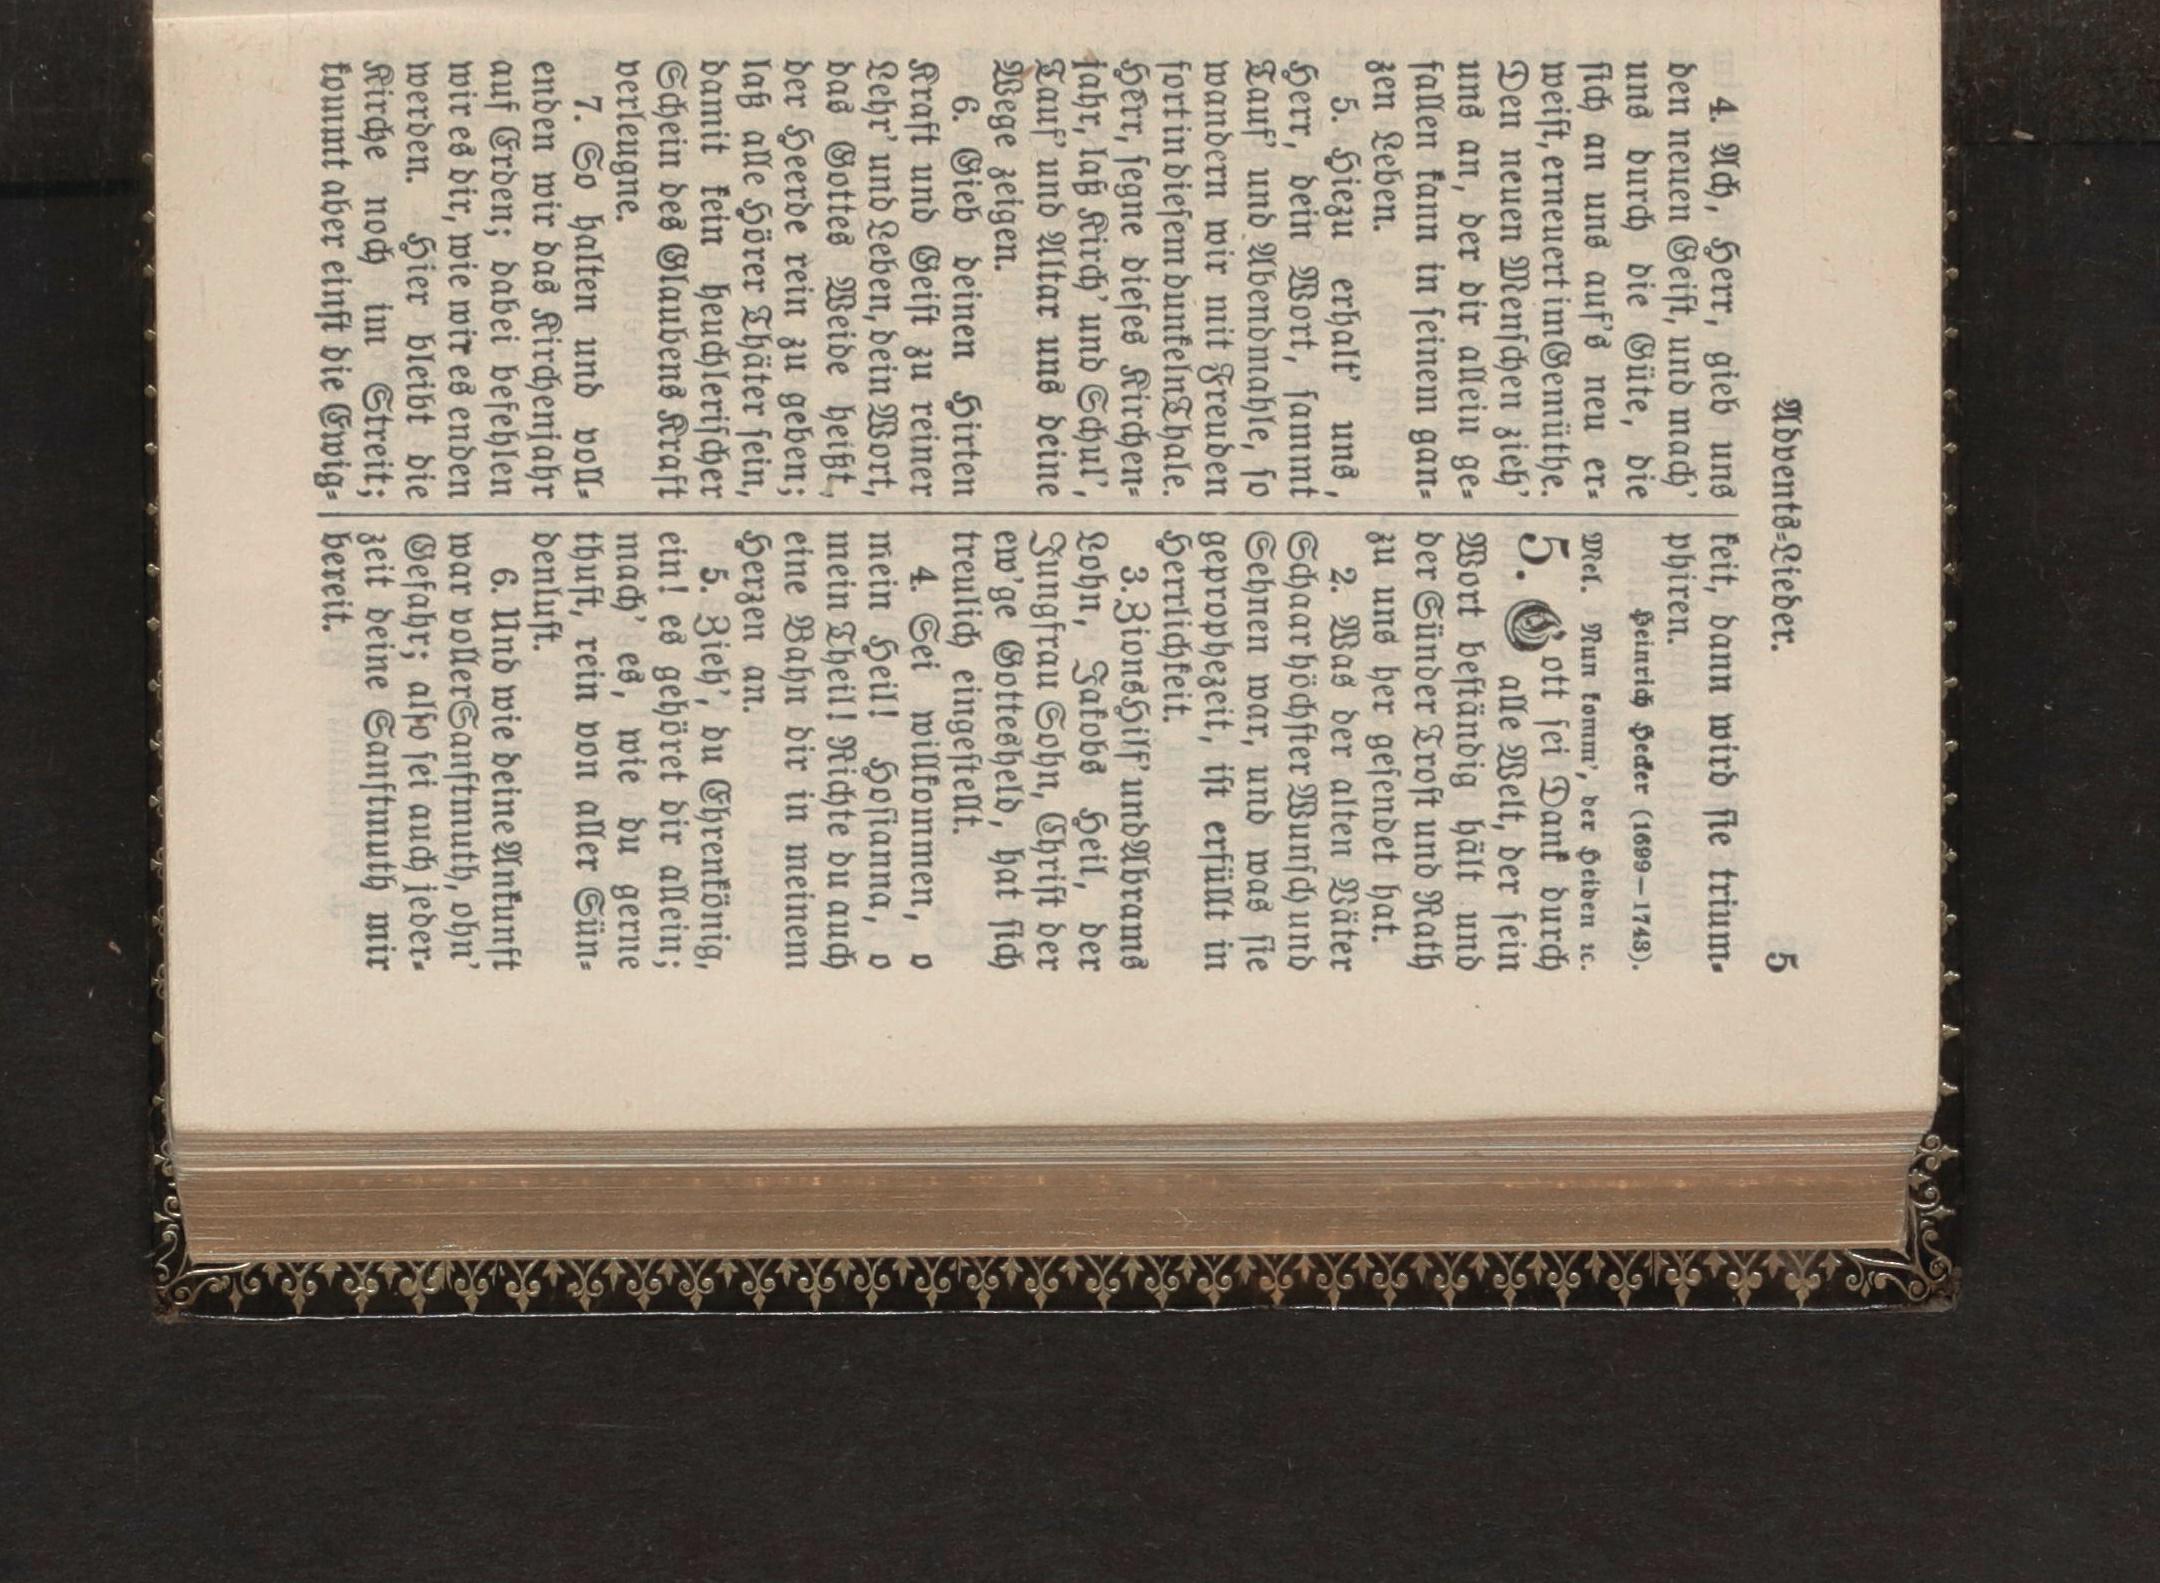 Advents-Lieder.
5
4. Ach, Herr, gieb uns
den neuen Geist, und mach'
uns durch die Güte, die
sich an uns auf's neu er-
weist, erneuert im Gemüthe.
Den neuen Menschen zieh'
uns an, der dir allein ge-
fallen kann in seinem gan-
zen Leben.
5. Hiezu erhalt' uns,
Herr, dein Wort, sammt
Tauf' und Abendmahle, so
wandern wir mit Freuden
fort in diesem dunkeln Thale.
Herr, segne dieses Kirchen-
jahr, laß Kirch' und Schul',
Tauf' und Altar uns deine
Wege zeigen.
6. Gieb deinen Hirten
Kraft und Geist zu reiner
Lehr' und Leben, dein Wort,
das Gottes Weide heißt,
der Heerde rein zu geben;
laß alle Hörer Thäter sein,
damit kein heuchlerischer
Schein des Glaubens Kraft
verleugne.
7. So halten und voll-
enden wir das Kirchenjahr
auf Erden; dabei befehlen
wir es dir, wie wir es enden
werden. Hier bleibt die
Kirche noch im Streit;
kommt aber einst die Ewig-
keit, dann wird sie trium-
phiren.
Heinrich Hecker (1699–1743).
Mel. Nun komm', der Heiden ꝛc.
5. Gott sei Dank durch
alle Welt, der sein
Wort beständig hält und
der Sünder Trost und Rath
zu uns her gesendet hat.
2. Was der alten Väter
Schaar höchster Wunsch und
Sehnen war, und was sie
geprophezeit, ist erfüllt in
Herrlichkeit.
3. Zions Hilf' und Abrams
Lohn, Jakobs Heil, der
Jungfrau Sohn, Christ der
ew'ge Gottesheld, hat sich
treulich eingestellt.
4. Sei willkommen, o
mein Heil! Hosianna, o
mein Theil! Richte du auch
eine Bahn dir in meinem
Herzen an.
5. Zieh', du Ehrenkönig,
ein! es gehöret dir allein;
mach' es, wie du gerne
thust, rein von aller Sün-
denlust.
6. Und wie deine Ankunft
war voller Sanftmuth, ohn'
Gefahr; also sei auch jeder-
zeit deine Sanftmuth mir
bereit.